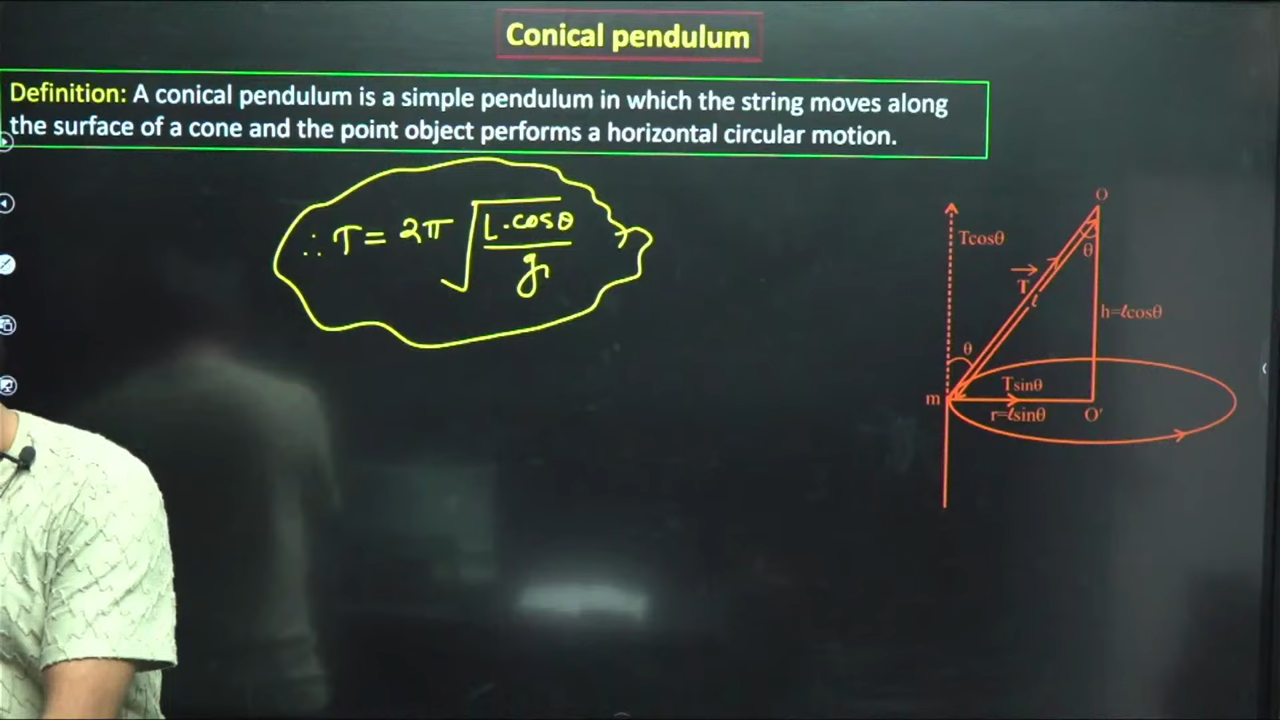 Conical pendulum
Definition: A conical pendulum is a simple pendulum in which the string moves along
the surface of a cone and the point object performs a horizontal circular motion.
∴ T = 2π √(L.cosθ/g)
O
Tcosθ
θ
T
l
h=ℓcosθ
θ
Tsinθ
m
r=ℓsinθ
O'